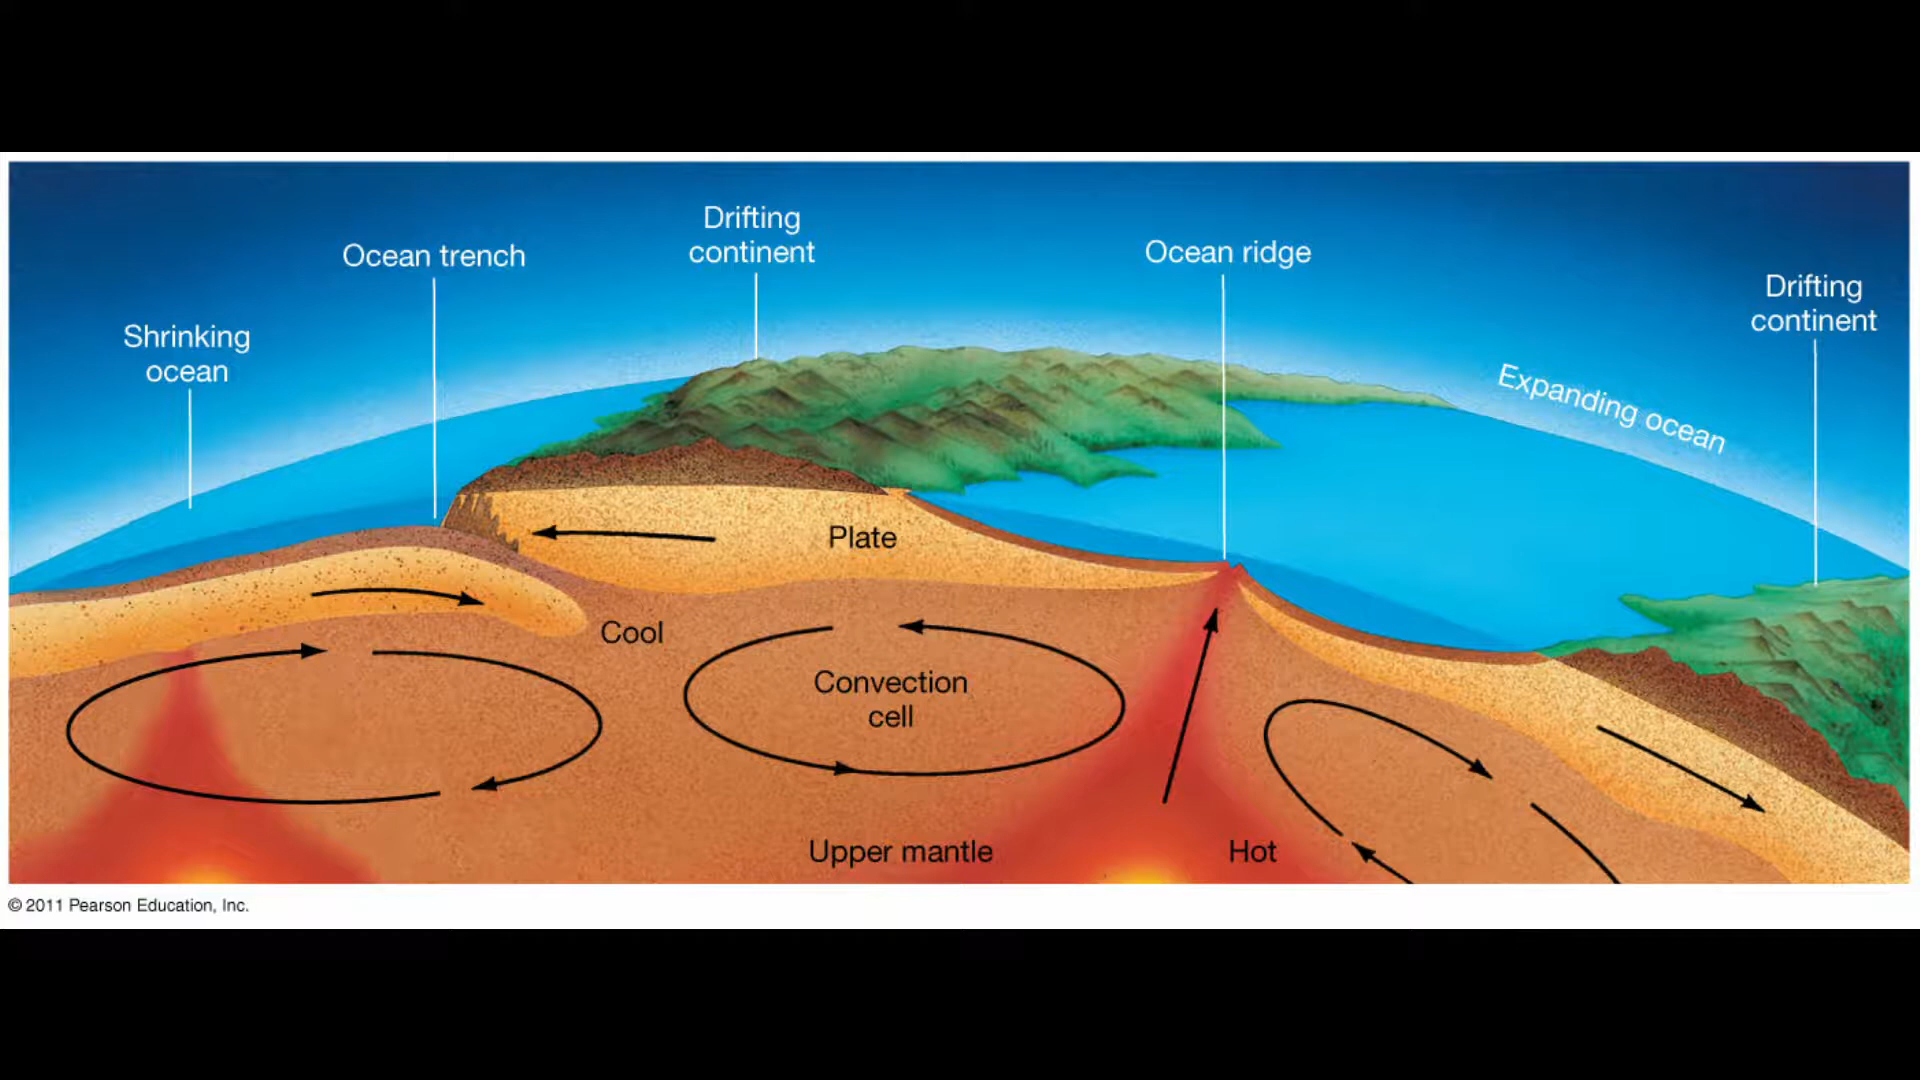 Drifting
continent
Ocean trench
Ocean ridge
Drifting
continent
Shrinking
ocean
Expanding ocean
Plate
Cool
Convection
cell
Upper mantle
Hot
© 2011 Pearson Education, Inc.